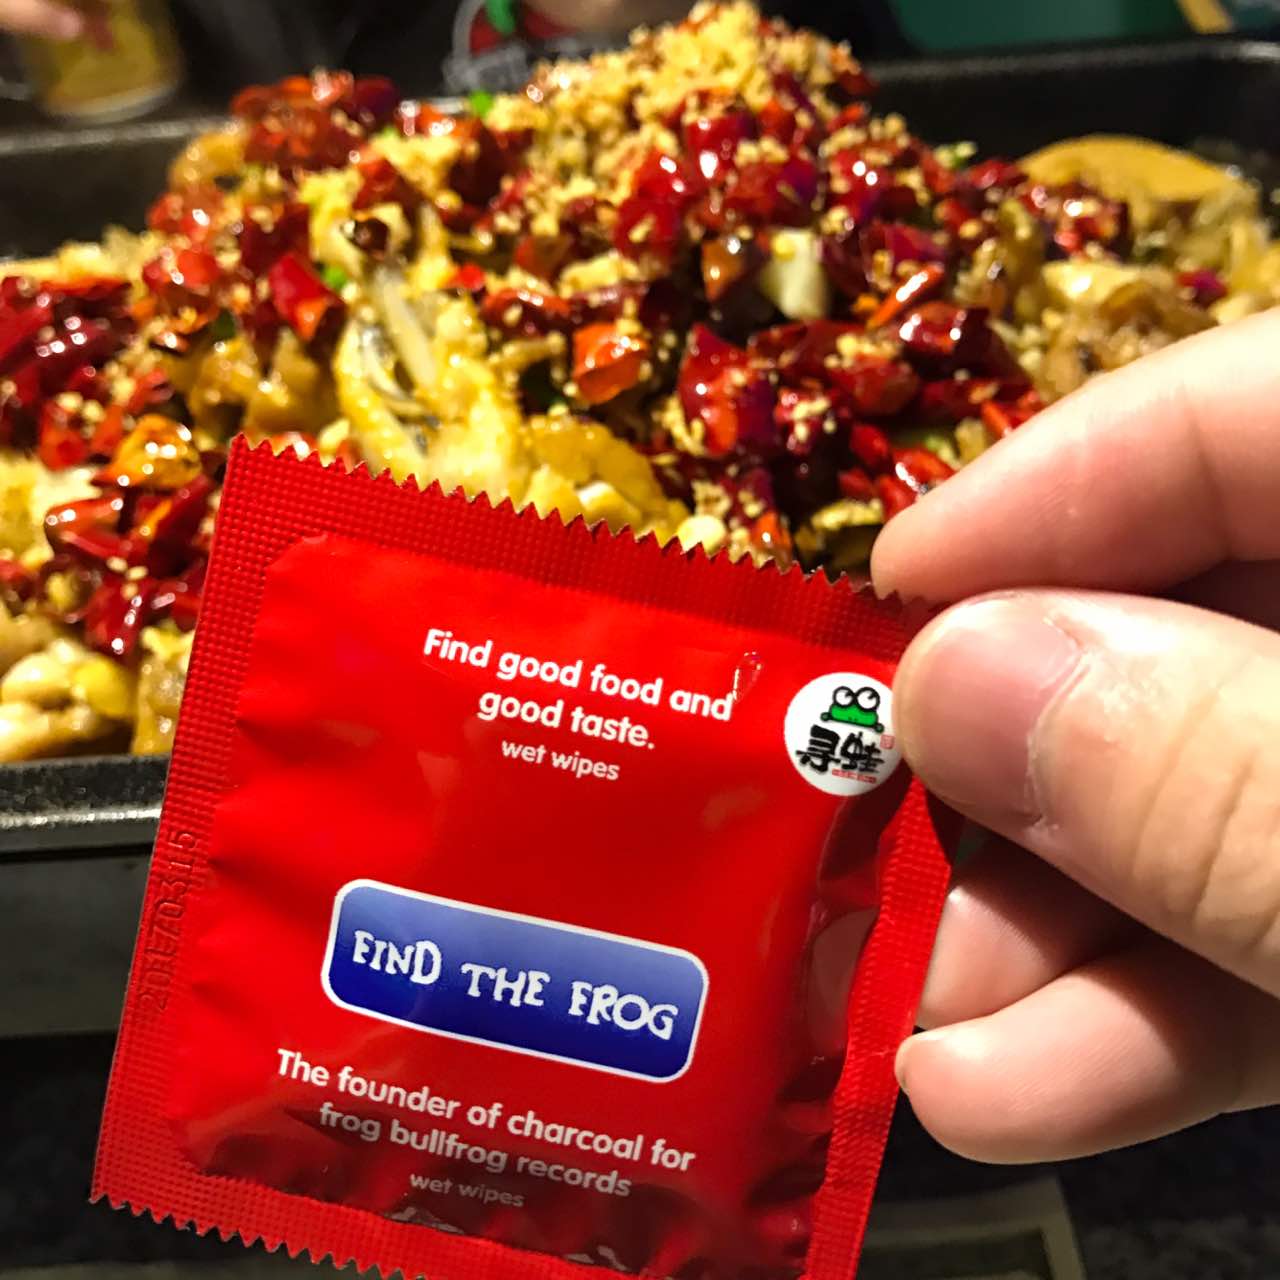 Find good food and
good taste.
wet wipes
寻蛙
FIND THE FROG
The founder of charcoal for
frog bullfrog records
wet wipes
20170315